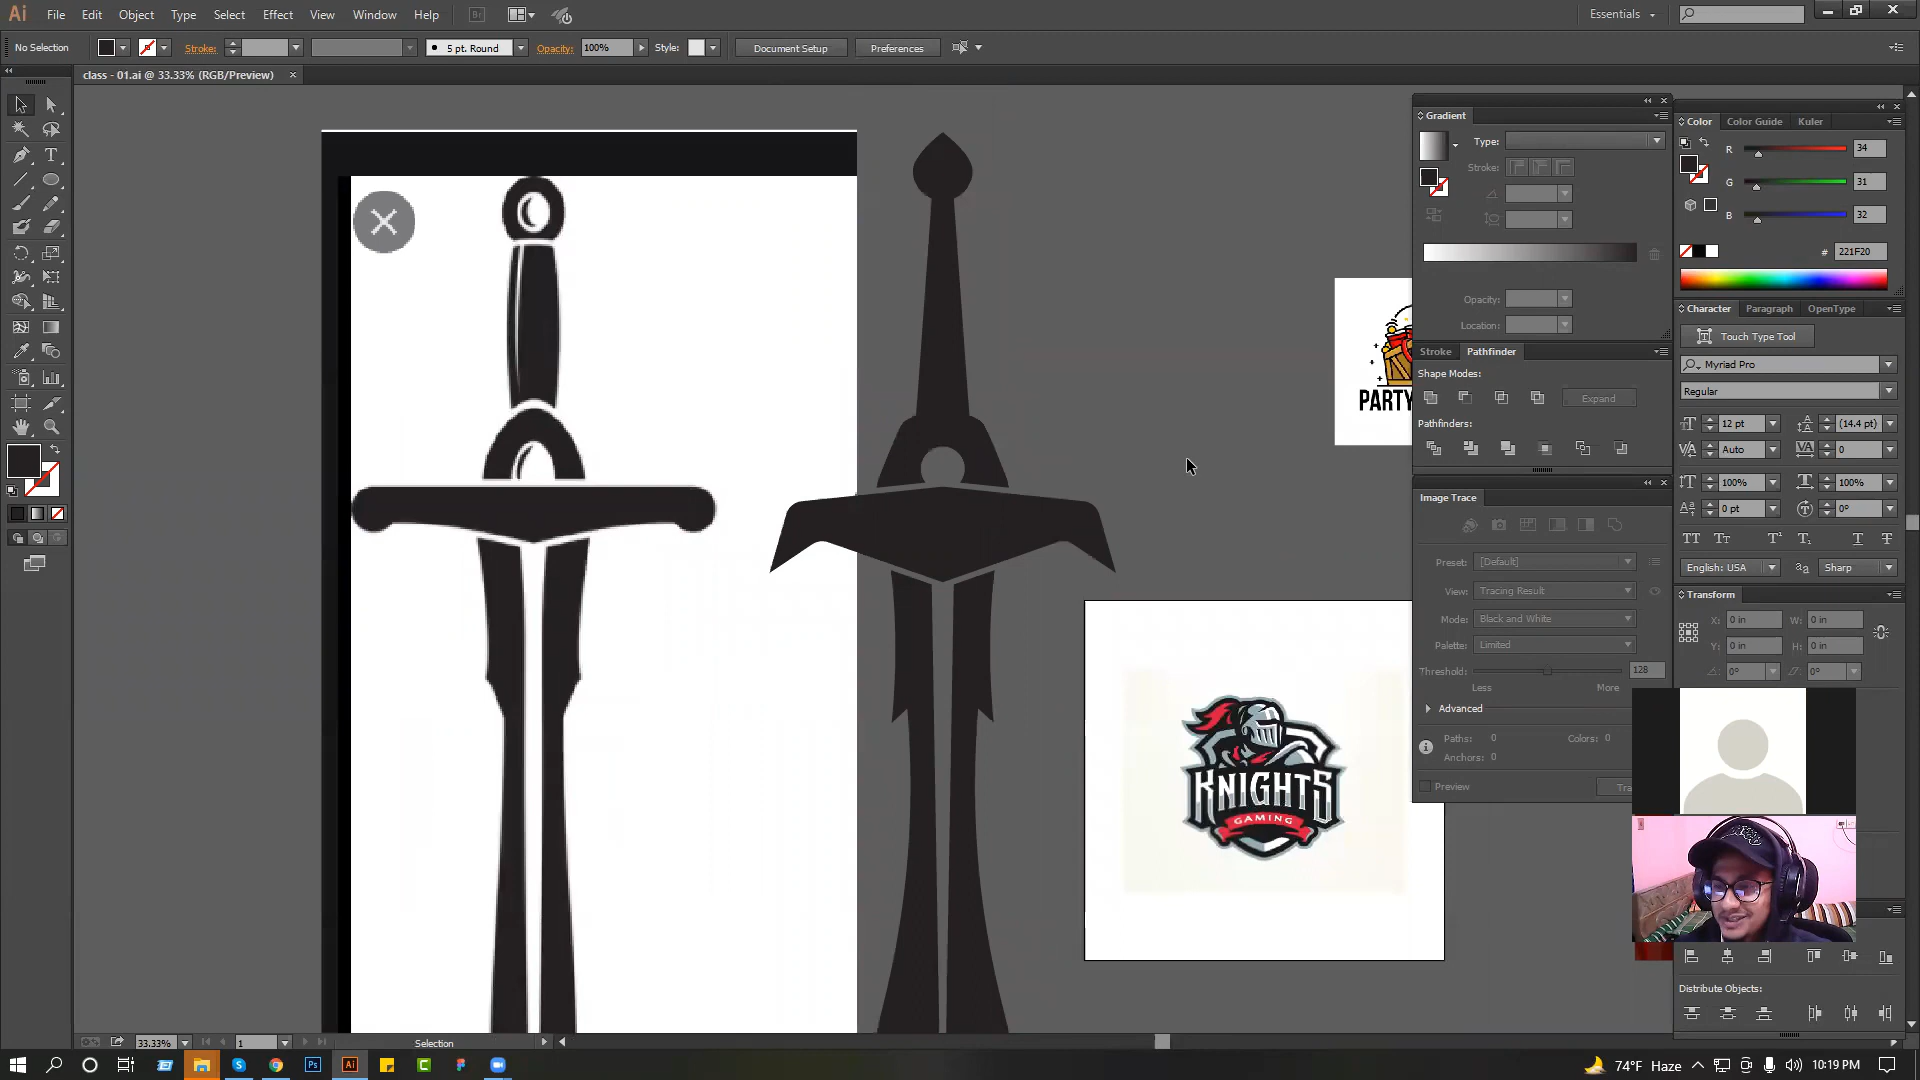 Ai File Edit Object Type Select Effect View Window Help Br Essentials
No Selection Stroke: 5 pt. Round Opacity: 100% Style: Document Setup Preferences
class - 01.ai @ 33.33% (RGB/Preview)
Gradient
Type:
Stroke:
Opacity:
Location:
Stroke Pathfinder
Shape Modes:
Expand
Pathfinders:
Image Trace
Preset: [Default]
View: Tracing Result
Mode: Black and White
Palette: Limited
Threshold: 128
Less More
Advanced
Paths: 0 Colors: 0
Anchors: 0
Preview
Color Color Guide Kuler
R 34
G 31
B 32
# 221F20
Character Paragraph OpenType
Touch Type Tool
Myriad Pro
Regular
12 pt (14.4 pt)
Auto 0
100% 100%
0 pt 0°
English: USA Sharp
Transform
X: 0 in W: 0 in
Y: 0 in H: 0 in
0° 0°
Distribute Objects:
PARTY
KNIGHTS
GAMING
33.33% 1 Selection
Ps Ai
74°F Haze 10:19 PM